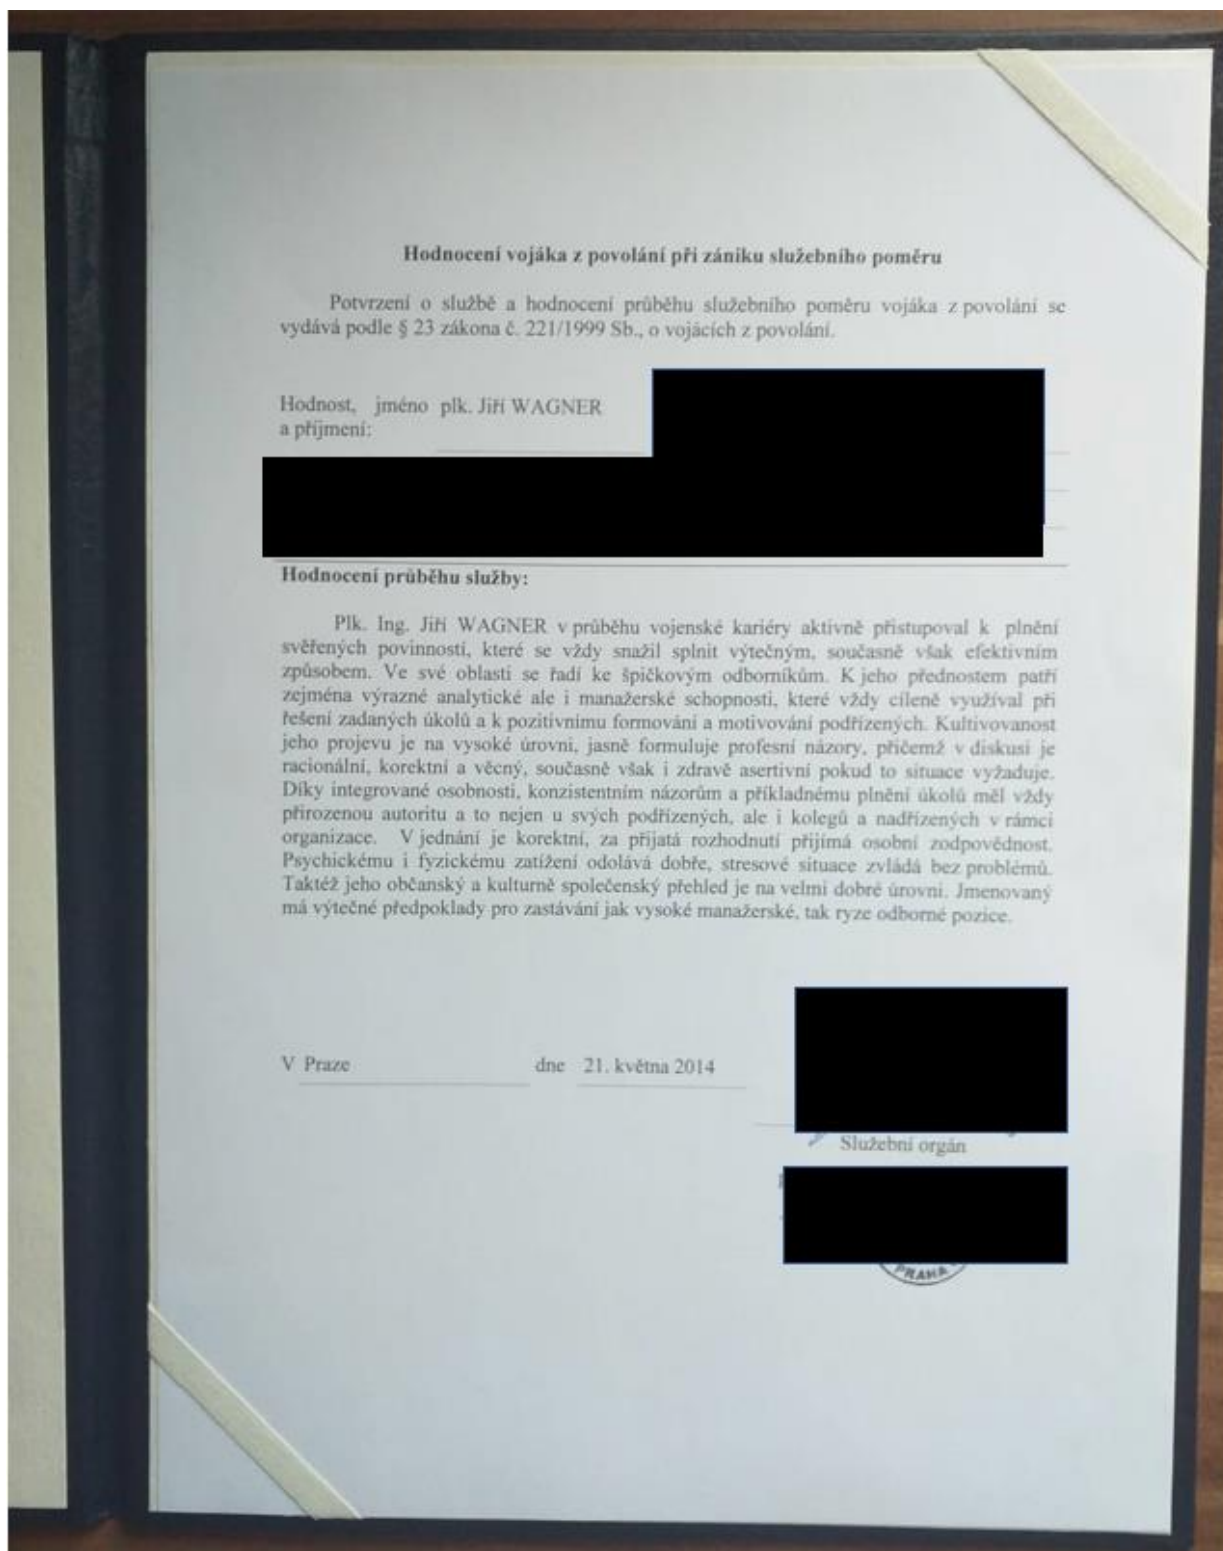 Hodnocení vojáka z povolání při zániku služebního poměru
Potvrzení o službě a hodnocení průběhu služebního poměru vojáka z povolání se
vydává podle § 23 zákona č. 221/1999 Sb., o vojácích z povolání.
Hodnost, jméno plk. Jiří WAGNER
a příjmení:
Hodnocení průběhu služby:
Plk. Ing. Jiří WAGNER v průběhu vojenské kariéry aktivně přistupoval k plnění
svěřených povinností, které se vždy snažil splnit výtečným, současně však efektivním
způsobem. Ve své oblasti se řadí ke špičkovým odborníkům. K jeho přednostem patří
zejména výrazné analytické ale i manažerské schopnosti, které vždy cíleně využíval při
řešení zadaných úkolů a k pozitivnímu formování a motivování podřízených. Kultivovanost
jeho projevu je na vysoké úrovni, jasně formuluje profesní názory, přičemž v diskusi je
racionální, korektní a věcný, současně však i zdravě asertivní pokud to situace vyžaduje.
Díky integrované osobnosti, konzistentním názorům a příkladnému plnění úkolů měl vždy
přirozenou autoritu a to nejen u svých podřízených, ale i kolegů a nadřízených v rámci
organizace. V jednání je korektní, za přijatá rozhodnutí přijímá osobní zodpovědnost.
Psychickému i fyzickému zatížení odolává dobře, stresové situace zvládá bez problémů.
Taktéž jeho občanský a kulturně společenský přehled je na velmi dobré úrovni. Jmenovaný
má výtečné předpoklady pro zastávání jak vysoké manažerské, tak ryze odborné pozice.
V Praze dne 21. května 2014
Služební orgán
PRAHA